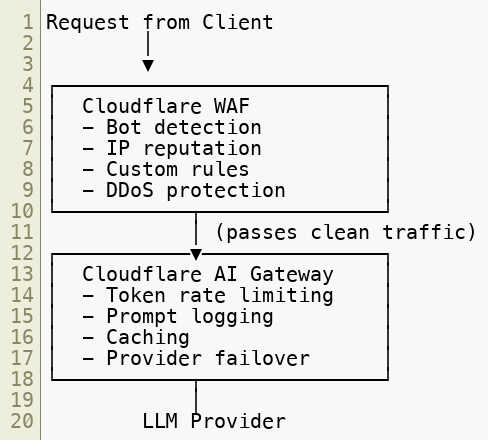 1 Request from Client
2
3
4
5 Cloudflare WAF
6 – Bot detection
7 – IP reputation
8 – Custom rules
9 – DDoS protection
10
11 (passes clean traffic)
12
13 Cloudflare AI Gateway
14 – Token rate limiting
15 – Prompt logging
16 – Caching
17 – Provider failover
18
19
20 LLM Provider